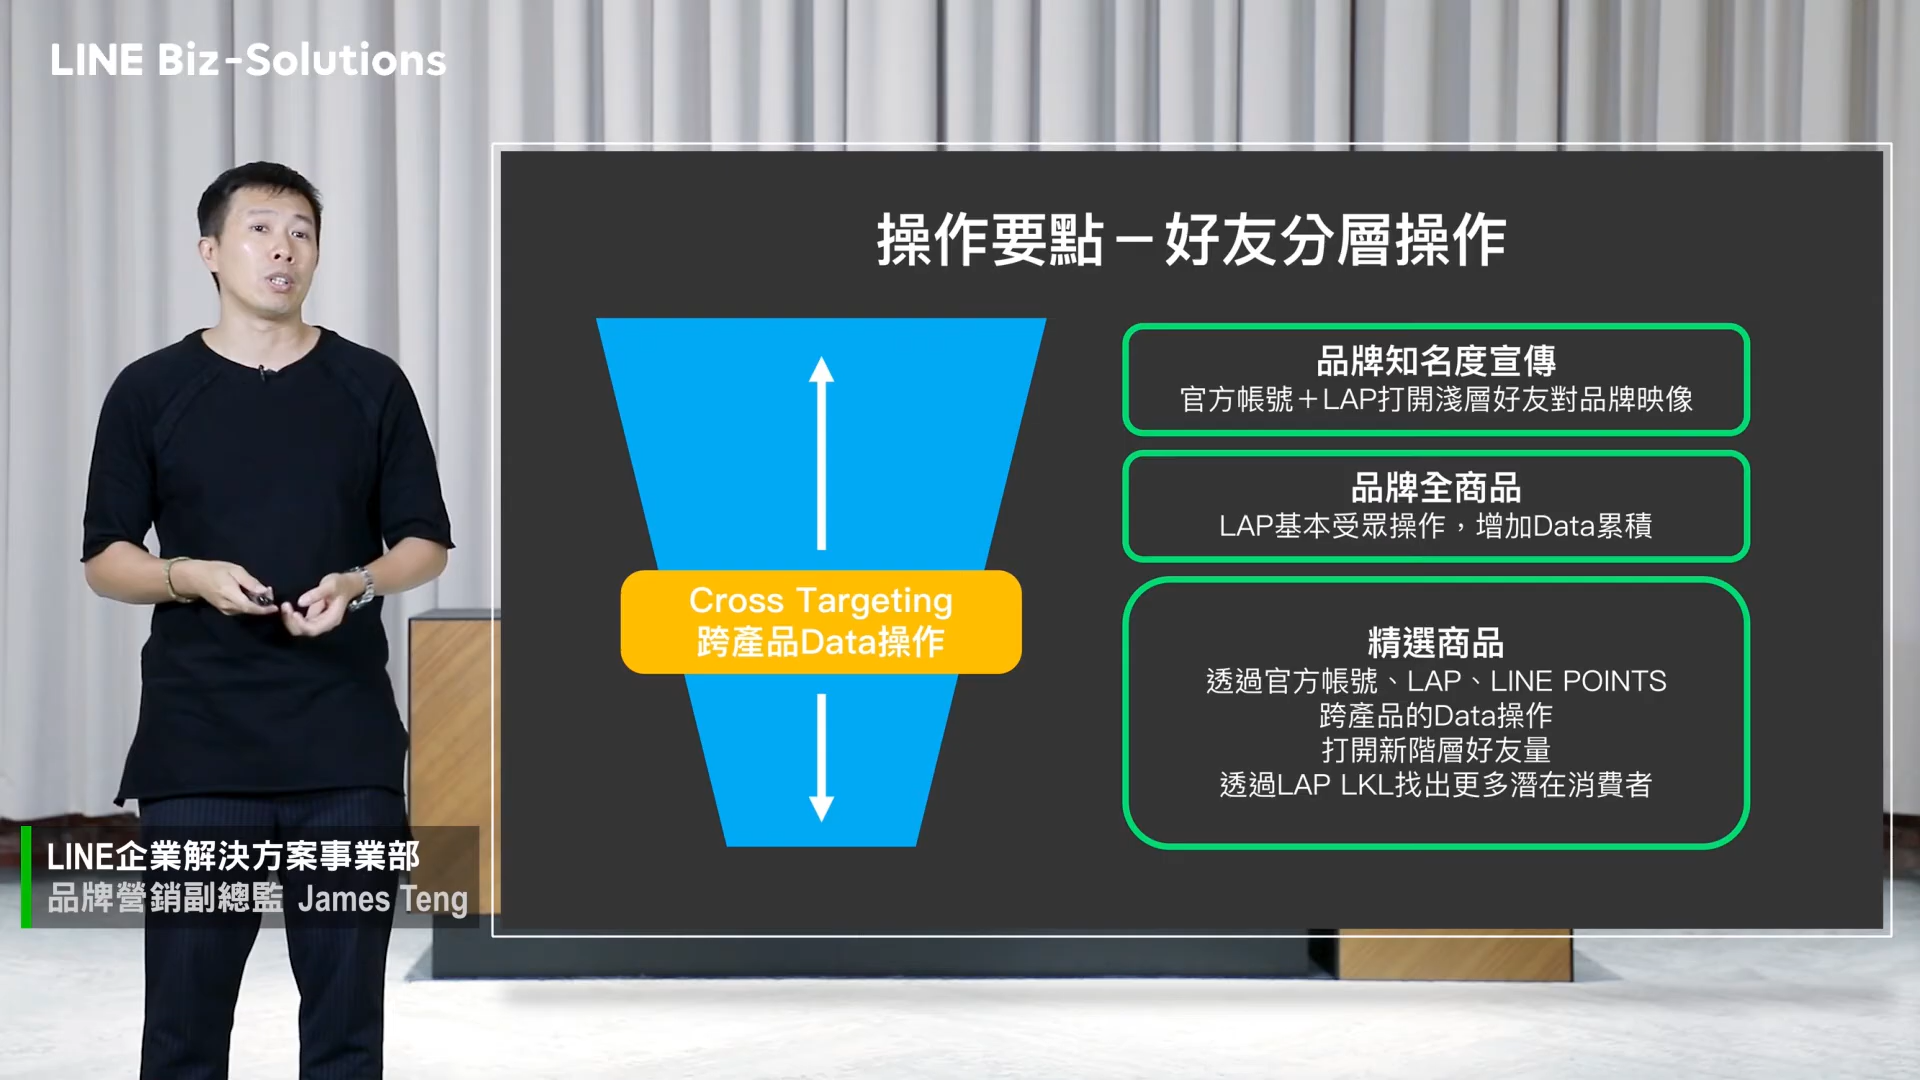 LINE Biz-Solutions
操作要點－好友分層操作
Cross Targeting
跨產品Data操作
品牌知名度宣傳
官方帳號＋LAP打開淺層好友對品牌映像
品牌全商品
LAP基本受眾操作，增加Data累積
精選商品
透過官方帳號、LAP、LINE POINTS
跨產品的Data操作
打開新階層好友量
透過LAP LKL找出更多潛在消費者
LINE企業解決方案事業部
品牌營銷副總監 James Teng